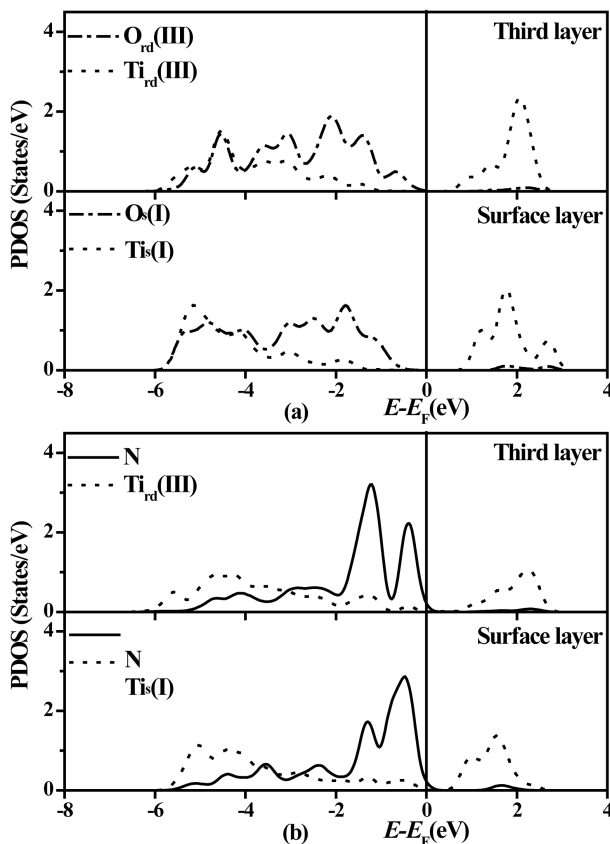 4
Third layer
O_rd(III)
Ti_rd(III)
2
0
4
Surface layer
O_s(I)
Ti_s(I)
2
0
PDOS (States/eV)
-8 -6 -4 -2 0 2 4
(a) E-E_F(eV)
4
Third layer
N
Ti_rd(III)
2
0
4
Surface layer
N
Ti_s(I)
2
0
PDOS (States/eV)
-8 -6 -4 -2 0 2 4
(b) E-E_F(eV)